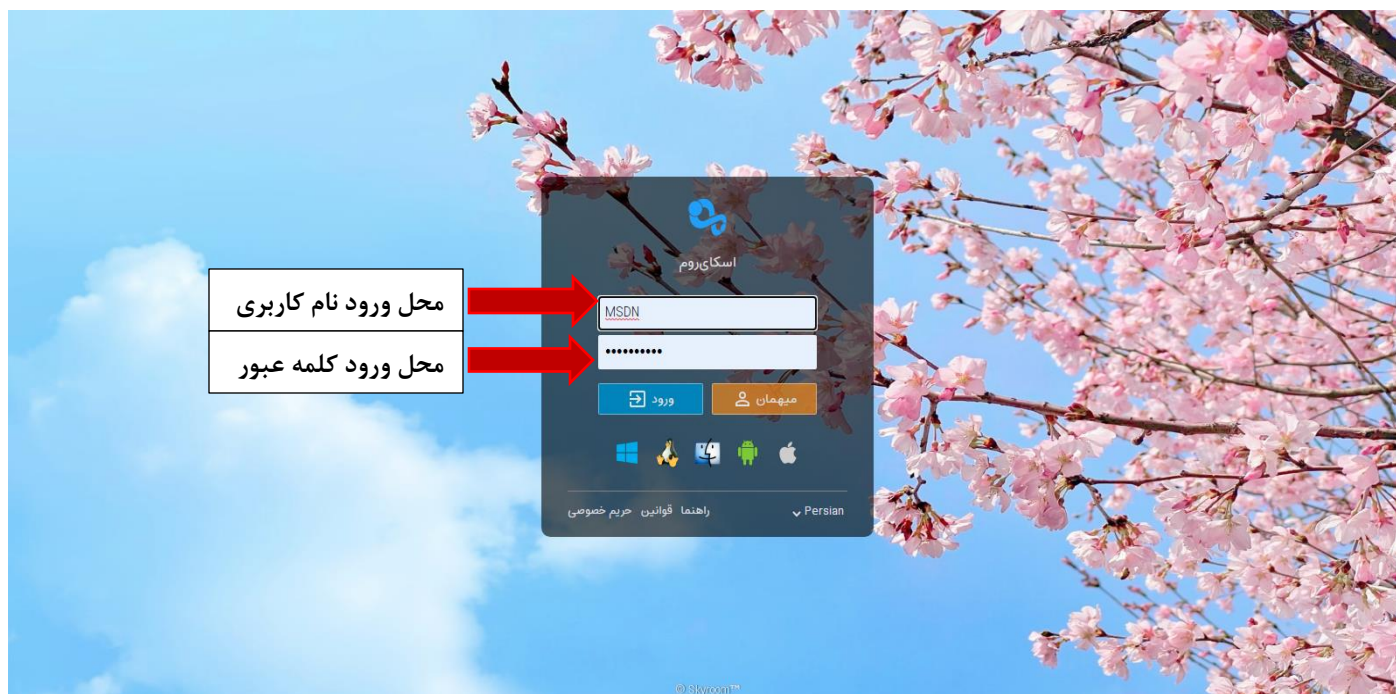 اسکای‌روم
محل ورود نام کاربری
MSDN
محل ورود کلمه عبور
میهمان
ورود
Persian
راهنما قوانین حریم خصوصی
© Skyroom™